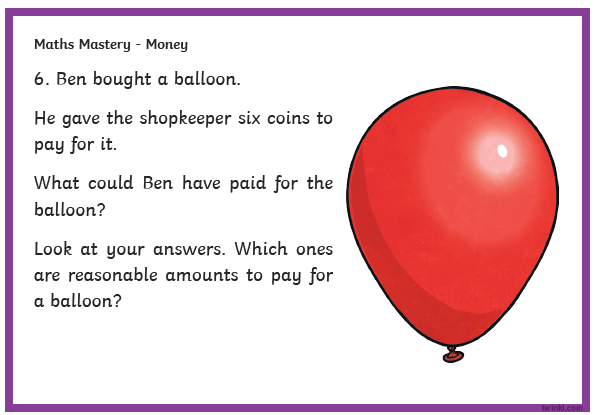 Maths Mastery - Money
6. Ben bought a balloon.
He gave the shopkeeper six coins to
pay for it.
What could Ben have paid for the
balloon?
Look at your answers. Which ones
are reasonable amounts to pay for
a balloon?
twinkl.com